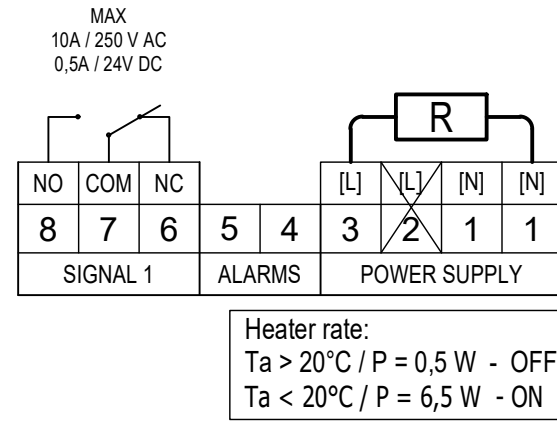 MAX
10A / 250 V AC
0,5A / 24V DC
R
NO COM NC [L] [L] [N] [N]
8 7 6 5 4 3 2 1 1
SIGNAL 1 ALARMS POWER SUPPLY
Heater rate:
Ta > 20°C / P = 0,5 W - OFF
Ta < 20ºC / P = 6,5 W - ON